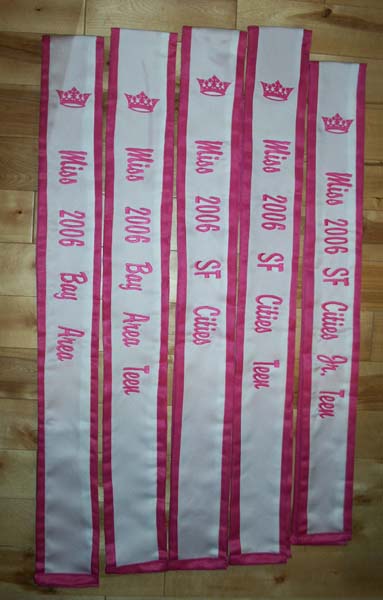 Miss 2006 Bay Area
Miss 2006 Bay Area Teen
Miss 2006 SF Cities
Miss 2006 SF Cities Teen
Miss 2006 SF Cities Jr. Teen